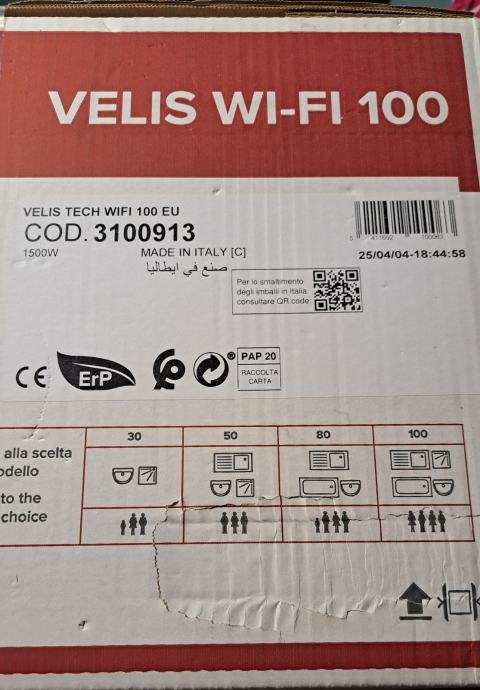 VELIS WI-FI 100
VELIS TECH WIFI 100 EU
COD. 3100913
1500W MADE IN ITALY [C]
صنع في ايطاليا
25/04/04-18:44:58
Per lo smaltimento
degli imballi in Italia
consultare QR code
CE
ErP
PAP 20
RACCOLTA
CARTA
30 50 80 100
alla scelta
odello
to the
choice